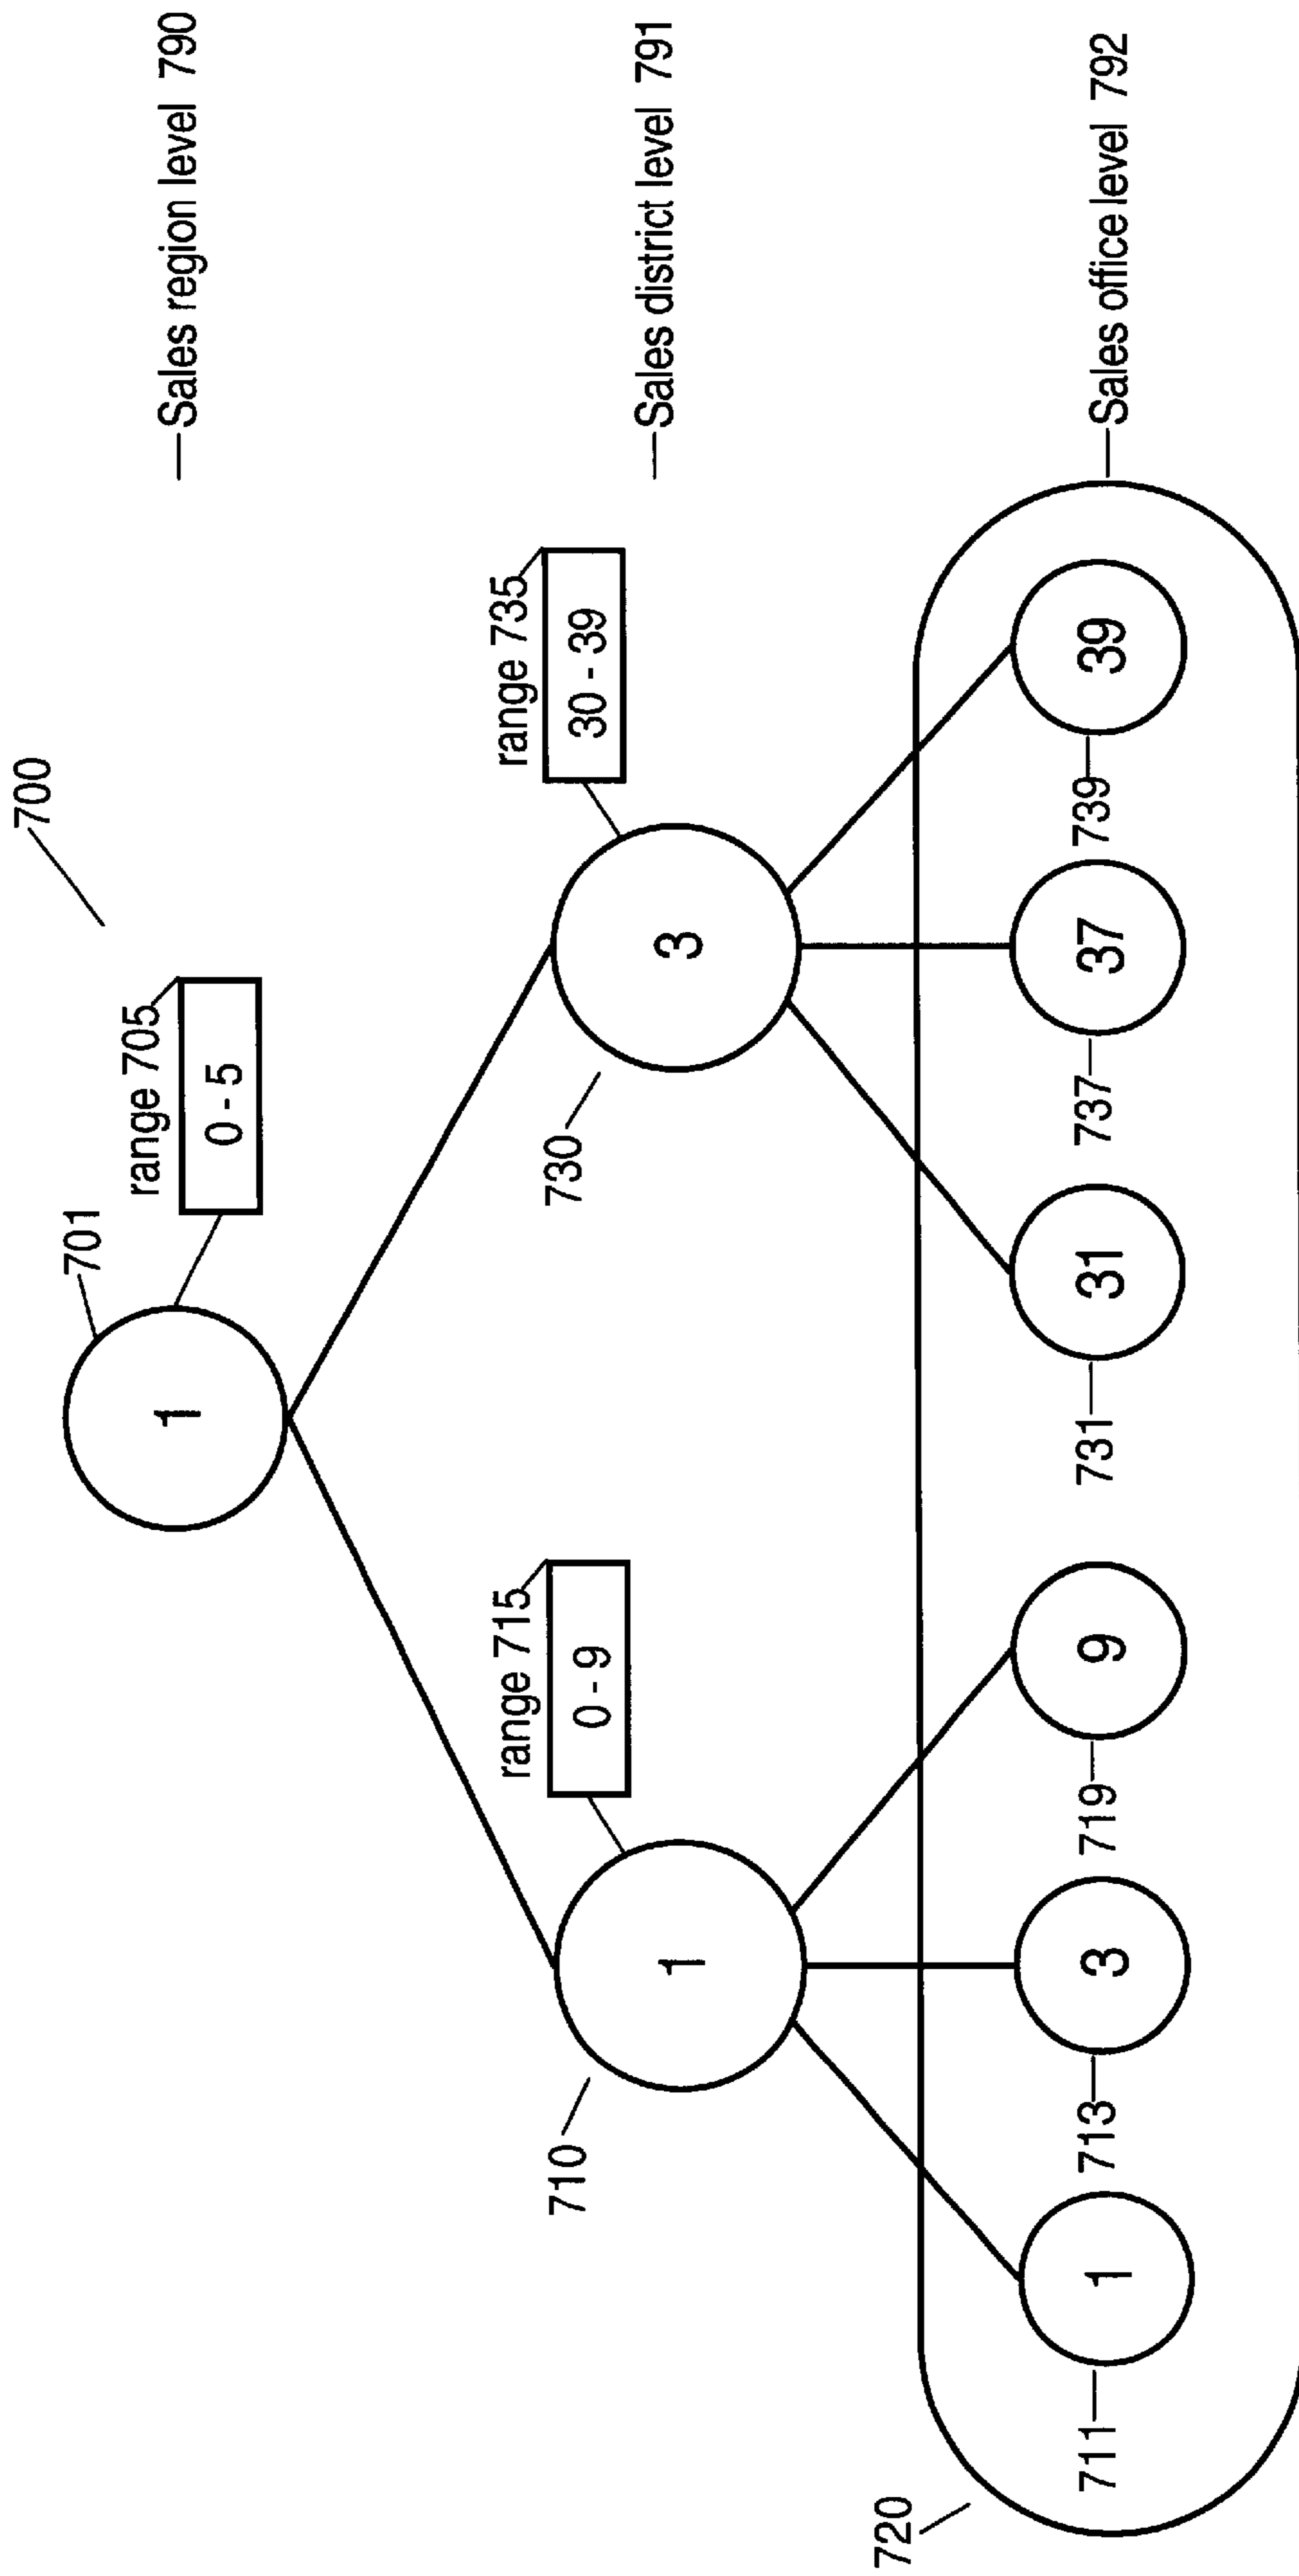 700
701
1
range 705
0 - 5
Sales region level 790
710
1
range 715
0 - 9
730
3
range 735
30 - 39
Sales district level 791
720
711
1
713
3
719
9
731
31
737
37
739
39
Sales office level 792